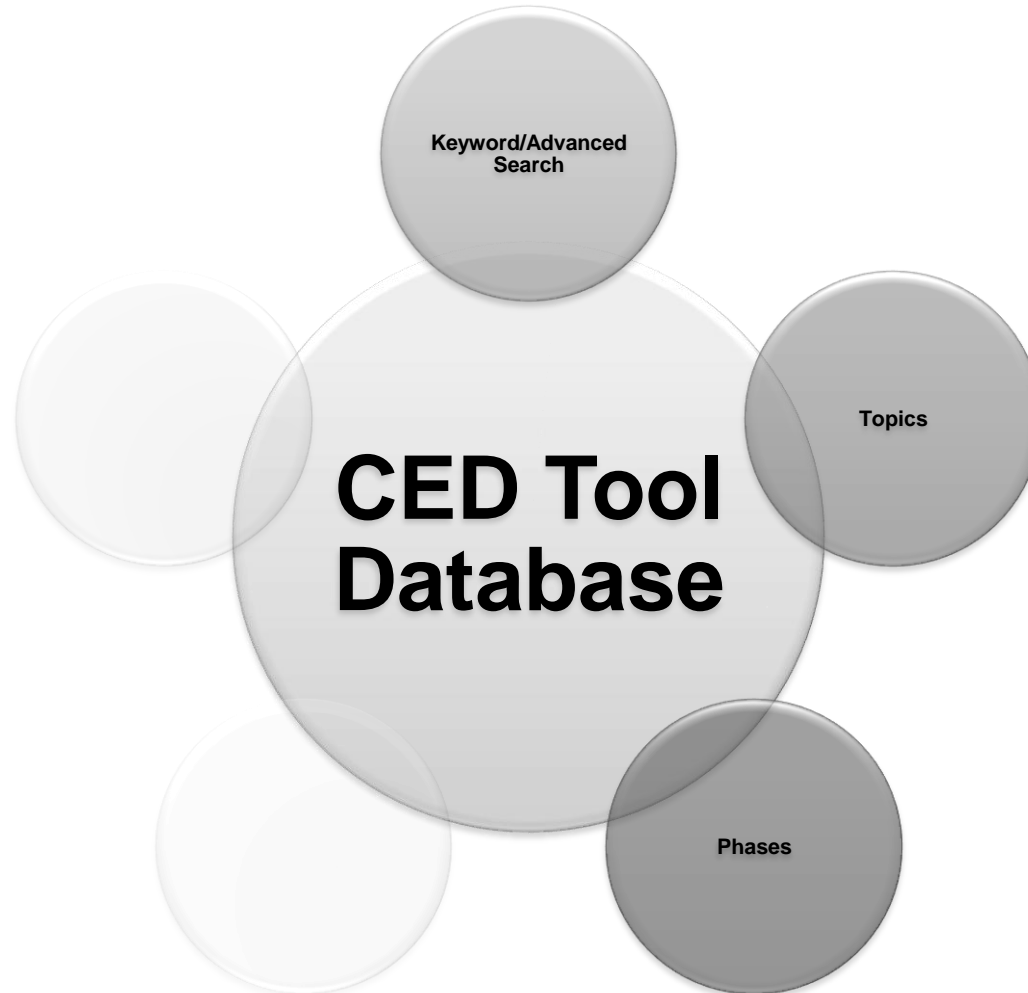 Keyword/Advanced
Search
Topics
CED Tool
Database
Phases